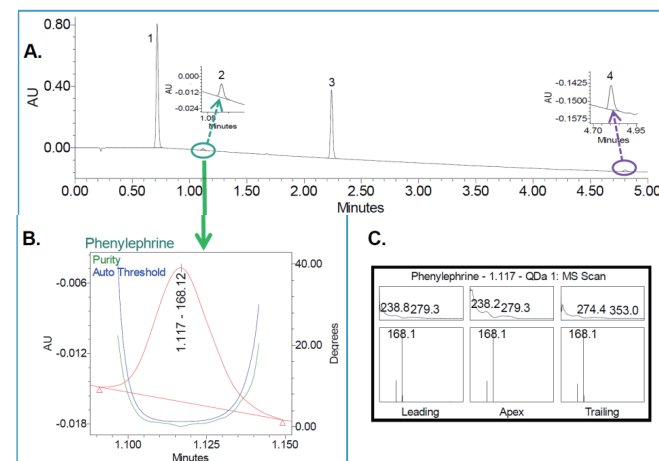 A.
0.80
0.40
0.00
AU
1
2
3
4
0.000
-0.012
-0.024
AU
1.05
Minutes
-0.1425
-0.1500
-0.1575
AU
4.70 4.95
Minutes
0.00 0.50 1.00 1.50 2.00 2.50 3.00 3.50 4.00 4.50 5.00
Minutes
B.
Phenylephrine
Purity
Auto Threshold
-0.006
-0.012
-0.018
AU
1.117 - 168.12
40.00
20.00
0.00
Degrees
1.100 1.125 1.150
Minutes
C.
Phenylephrine - 1.117 - QDa 1: MS Scan
238.8 279.3 238.2 279.3 274.4 353.0
168.1 168.1 168.1
Leading Apex Trailing